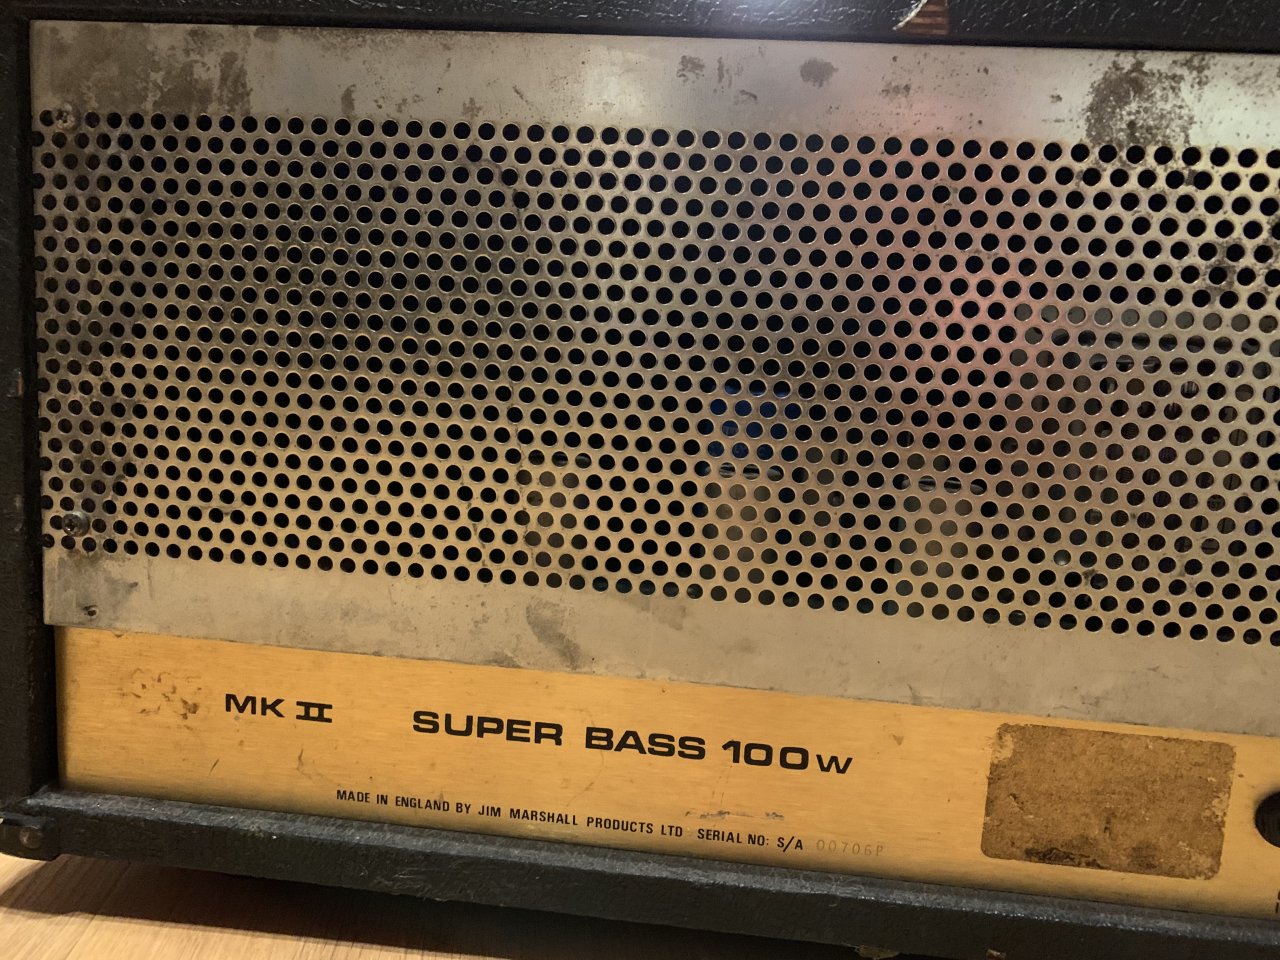 MK II SUPER BASS 100W
MADE IN ENGLAND BY JIM MARSHALL PRODUCTS LTD SERIAL NO: S/A 00706P